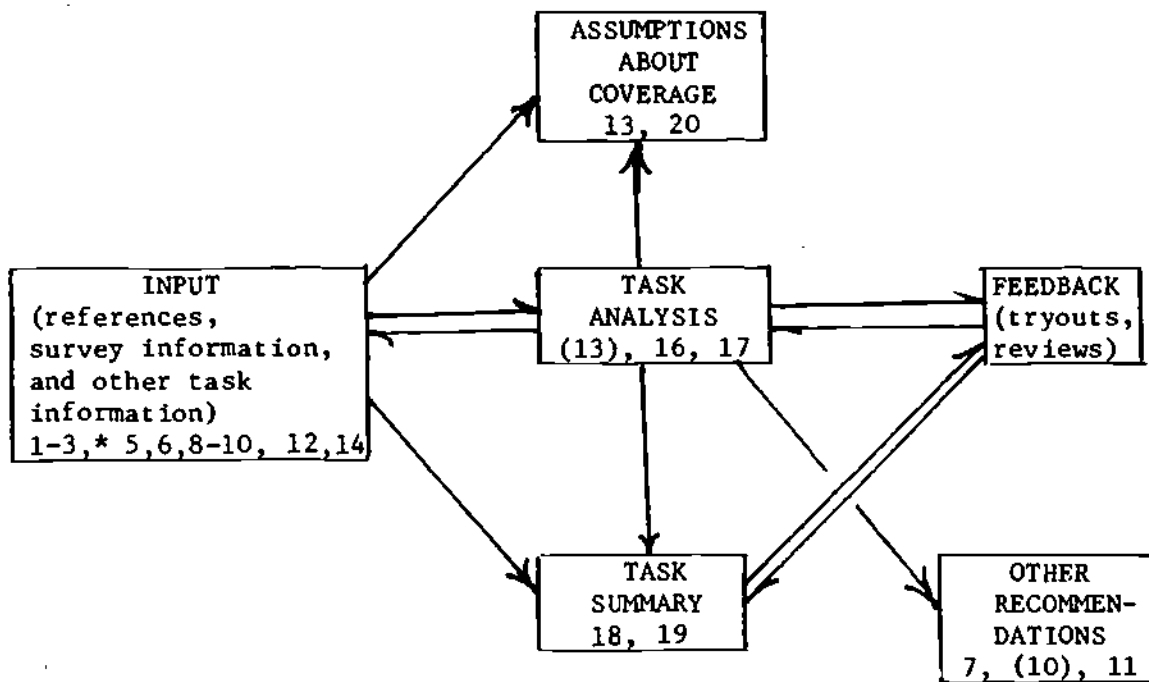 ASSUMPTIONS
ABOUT
COVERAGE
13, 20
INPUT
(references,
survey information,
and other task
information)
1-3,* 5,6,8-10, 12,14
TASK
ANALYSIS
(13), 16, 17
FEEDBACK
(tryouts,
reviews)
TASK
SUMMARY
18, 19
OTHER
RECOMMEN-
DATIONS
7, (10), 11